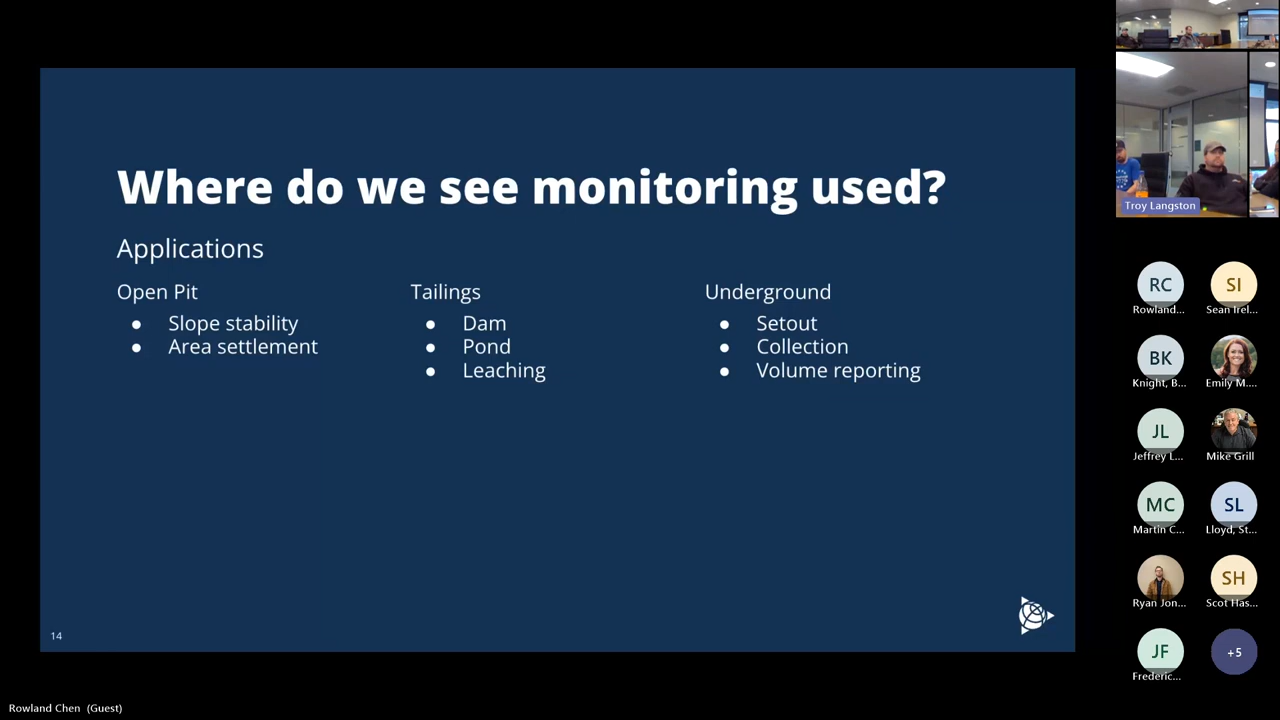 Where do we see monitoring used?
Applications
Open Pit
● Slope stability
● Area settlement
Tailings
● Dam
● Pond
● Leaching
Underground
● Setout
● Collection
● Volume reporting
14
Troy Langston
RC
Rowland...
SI
Sean Irel...
BK
Knight, B...
Emily M....
JL
Jeffrey L...
Mike Grill
MC
Martin C...
SL
Lloyd, St...
Ryan Jon...
SH
Scot Has...
JF
Frederic...
+5
Rowland Chen (Guest)